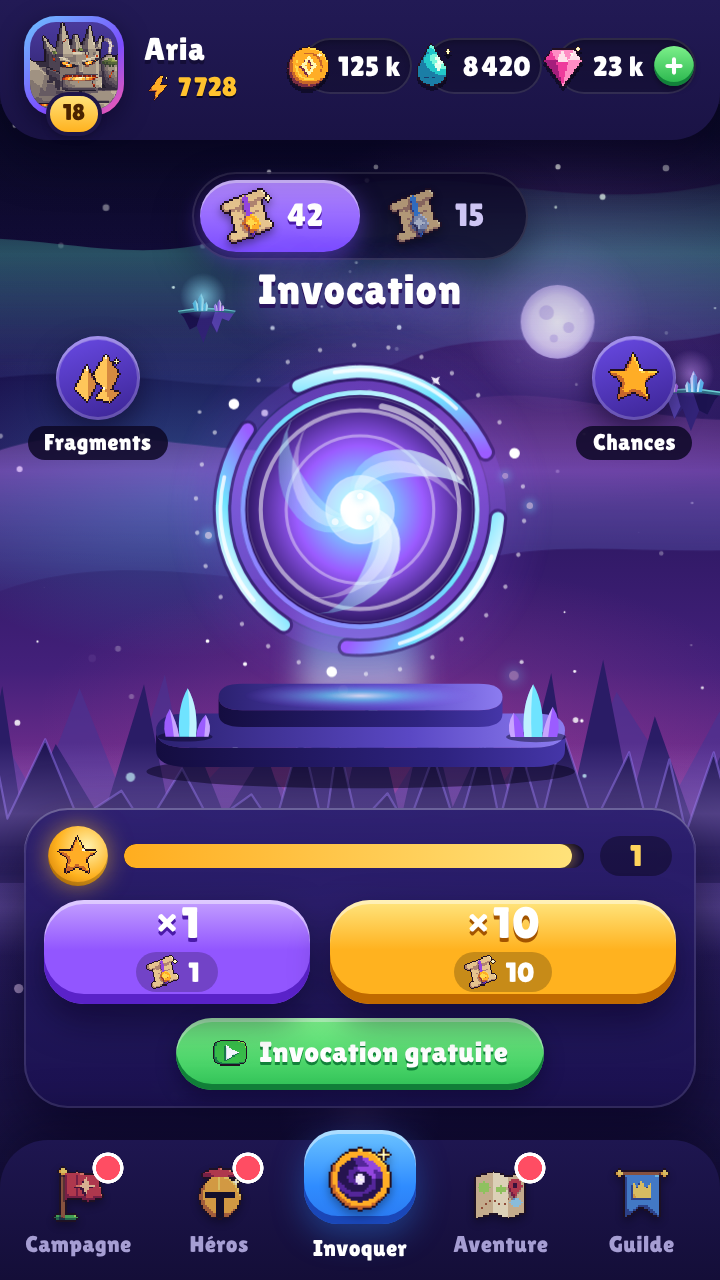 Aria
7728
18
125 k
8420
23 k
+
42
15
Invocation
Fragments
Chances
1
×1
1
×10
10
Invocation gratuite
Campagne
Héros
Invoquer
Aventure
Guilde